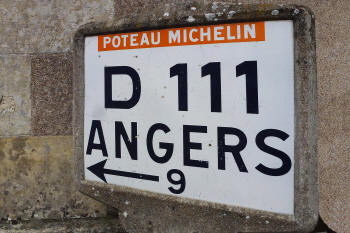 POTEAU MICHELIN
D 111
ANGERS
9